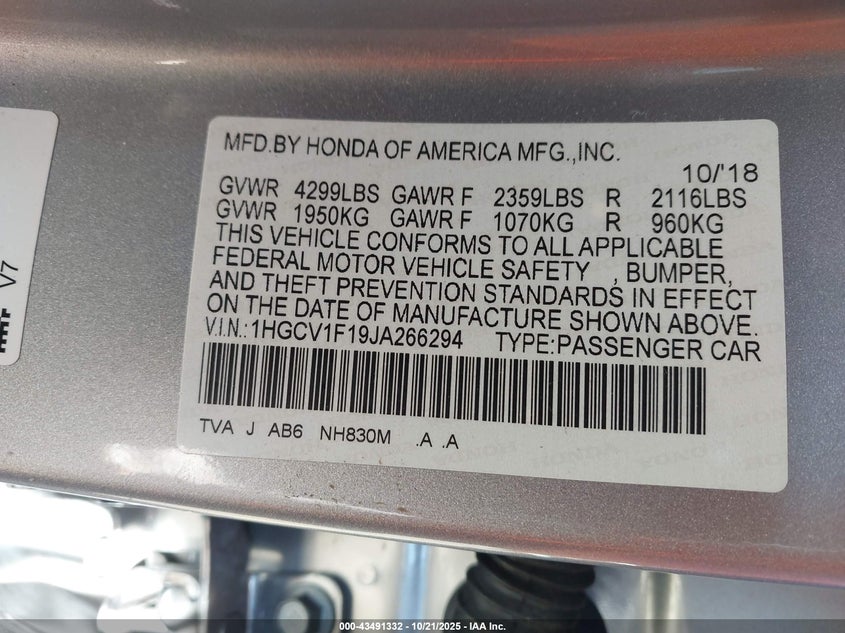 MFD.BY HONDA OF AMERICA MFG.,INC.
10/'18
GVWR 4299LBS GAWR F 2359LBS R 2116LBS
GVWR 1950KG GAWR F 1070KG R 960KG
THIS VEHICLE CONFORMS TO ALL APPLICABLE
FEDERAL MOTOR VEHICLE SAFETY , BUMPER,
AND THEFT PREVENTION STANDARDS IN EFFECT
ON THE DATE OF MANUFACTURE SHOWN ABOVE.
V.I.N.:1HGCV1F19JA266294 TYPE:PASSENGER CAR
TVA J AB6 NH830M .A .A
V7
000-43491332 - 10/21/2025 - IAA Inc.